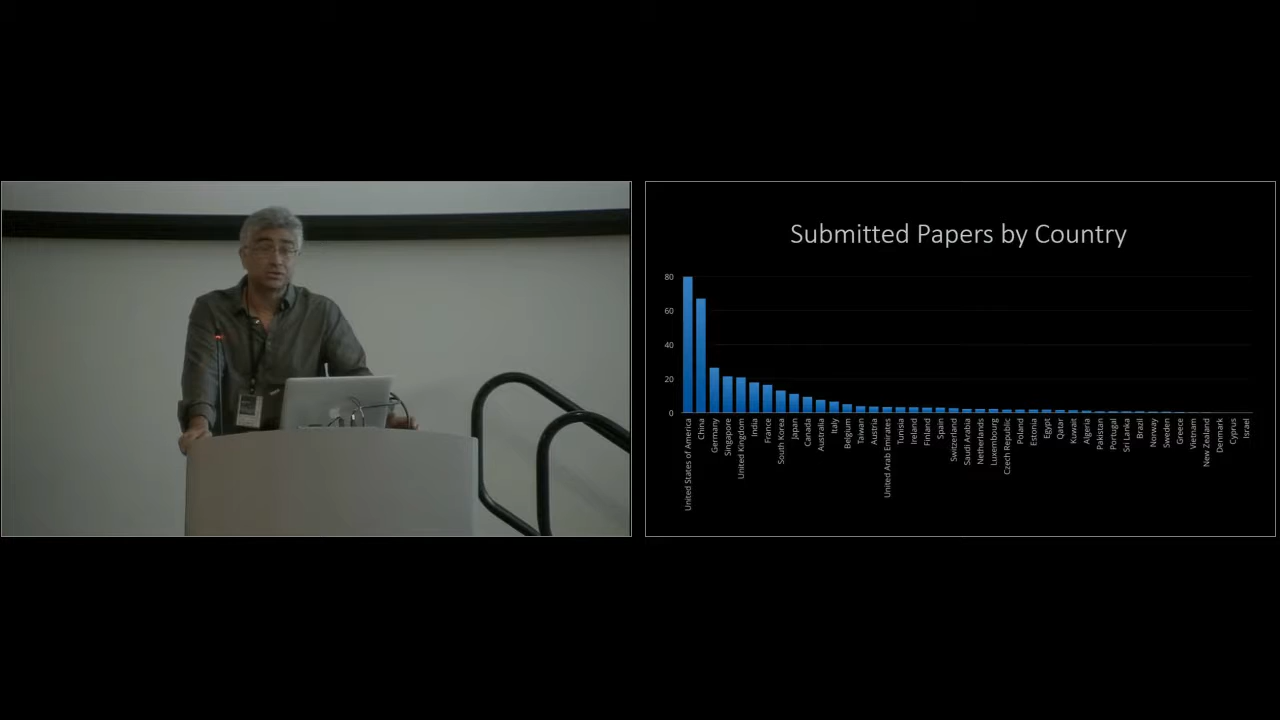 Submitted Papers by Country
80
60
40
20
0
United States of America
China
Germany
Singapore
United Kingdom
India
France
South Korea
Japan
Canada
Australia
Italy
Belgium
Taiwan
Austria
United Arab Emirates
Tunisia
Ireland
Finland
Spain
Switzerland
Saudi Arabia
Netherlands
Luxembourg
Czech Republic
Poland
Estonia
Egypt
Qatar
Kuwait
Algeria
Pakistan
Portugal
Sri Lanka
Brazil
Norway
Sweden
Greece
Vietnam
New Zealand
Denmark
Cyprus
Israel